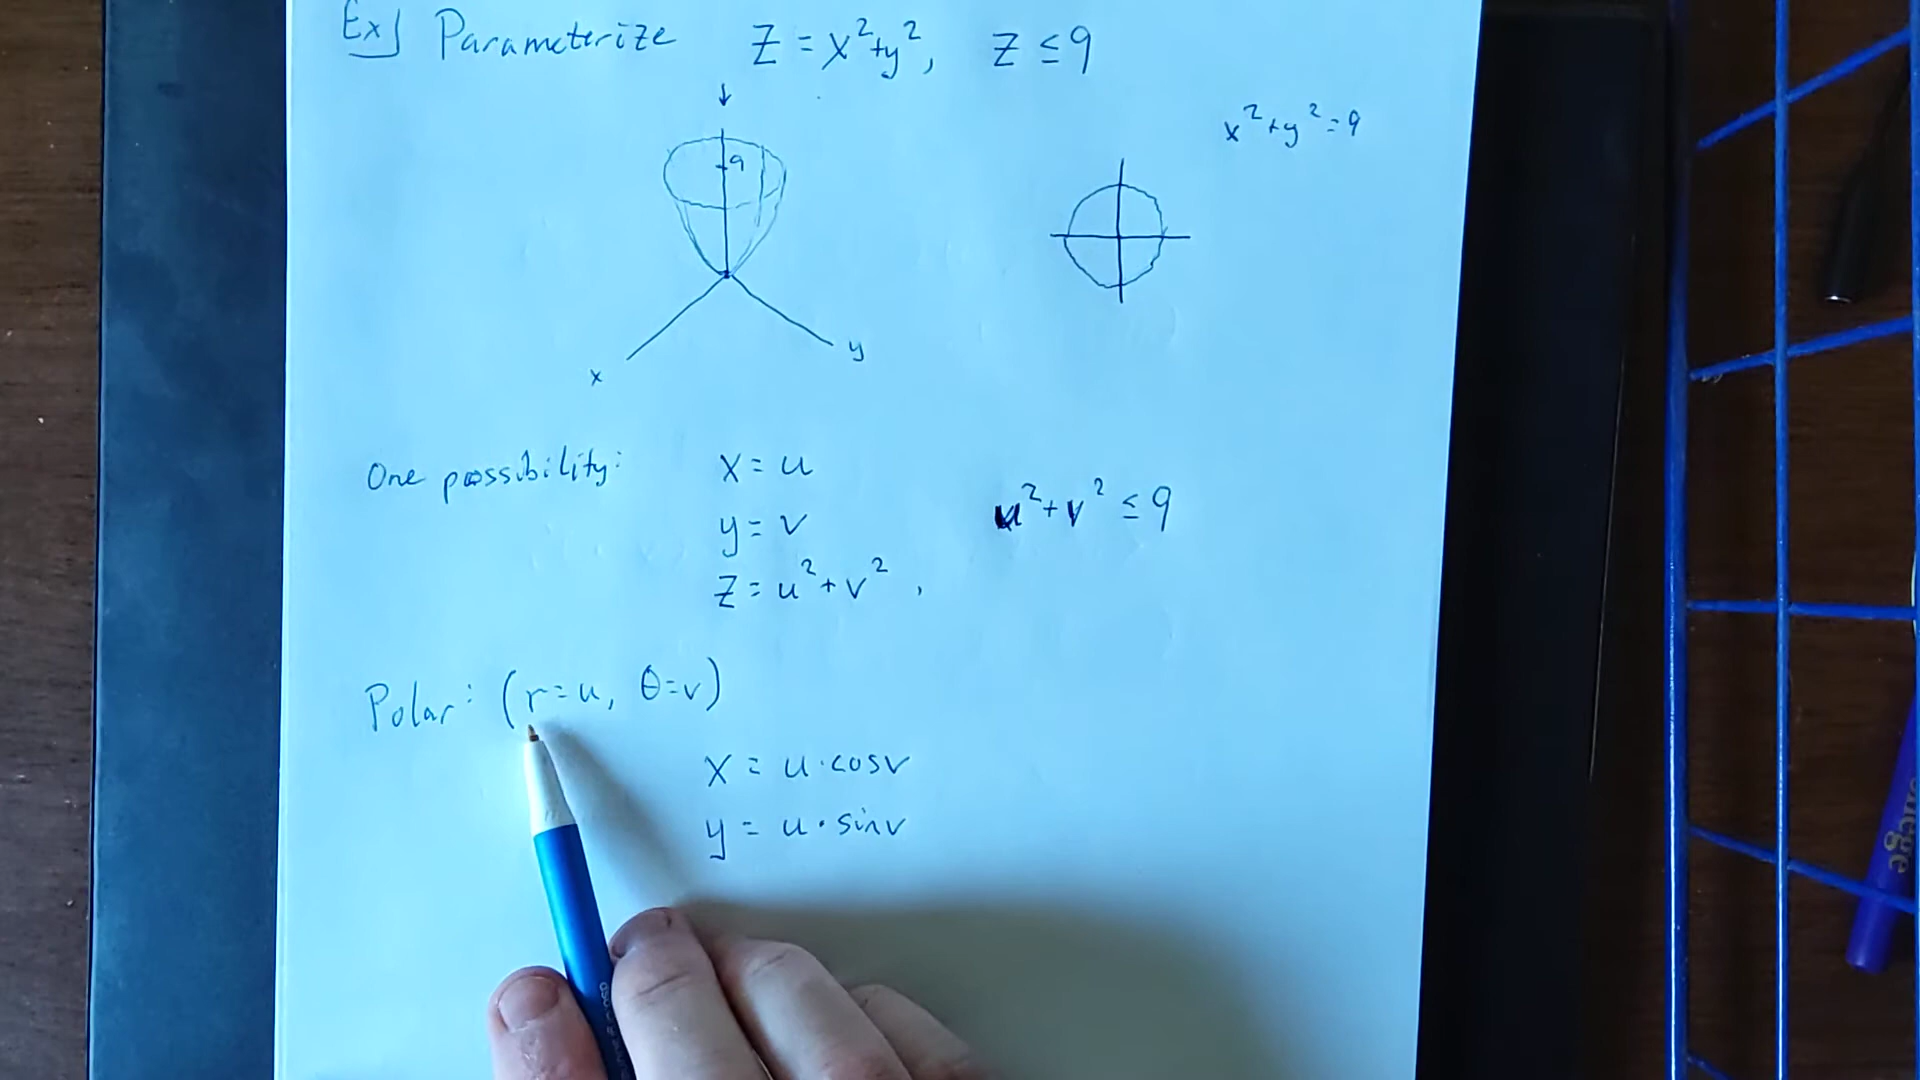 Ex] Parameterize z = x²+y², z ≤ 9
x²+y²=9
9
x
y
One possibility: x = u
y = v
u²+v² ≤ 9
z = u²+v² ,
Polar: (r=u, θ=v)
x = u·cosv
y = u·sinv